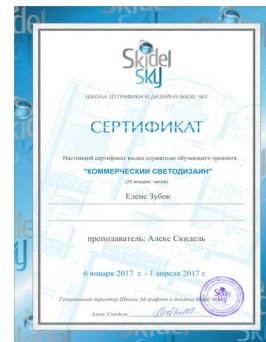 Skidel
sky
ШКОЛА 3D ГРАФИКИ И ДИЗАЙНА SKIDEL-SKY
СЕРТИФИКАТ
Настоящий сертификат выдан слушателю обучающего тренинга
"КОММЕРЧЕСКИЙ СВЕТОДИЗАЙН"
(25 академ. часов)
Елене Зубок
преподаватель: Алекс Скидель
6 января 2017 г. - 1 апреля 2017 г.
Генеральный директор Школы 3d графики и дизайна Skidel-Sky
Алекс Скидель